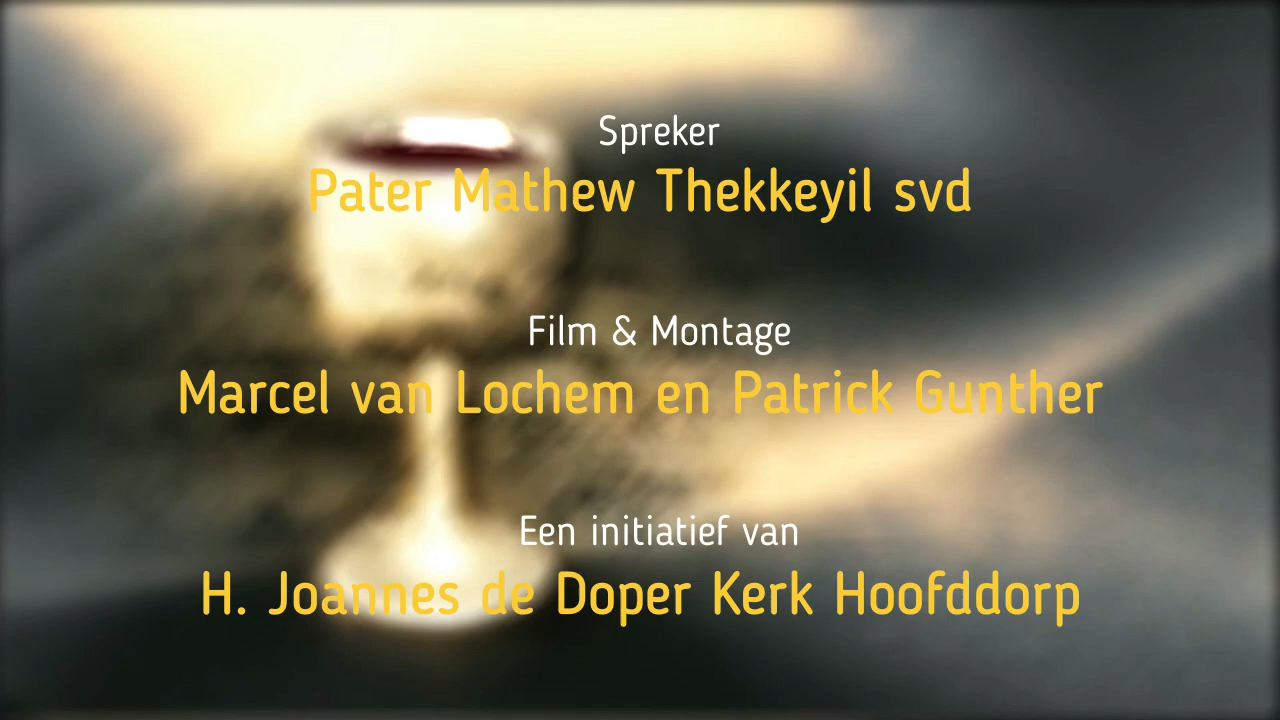 Spreker
Pater Mathew Thekkeyil svd
Film & Montage
Marcel van Lochem en Patrick Gunther
Een initiatief van
H. Joannes de Doper Kerk Hoofddorp